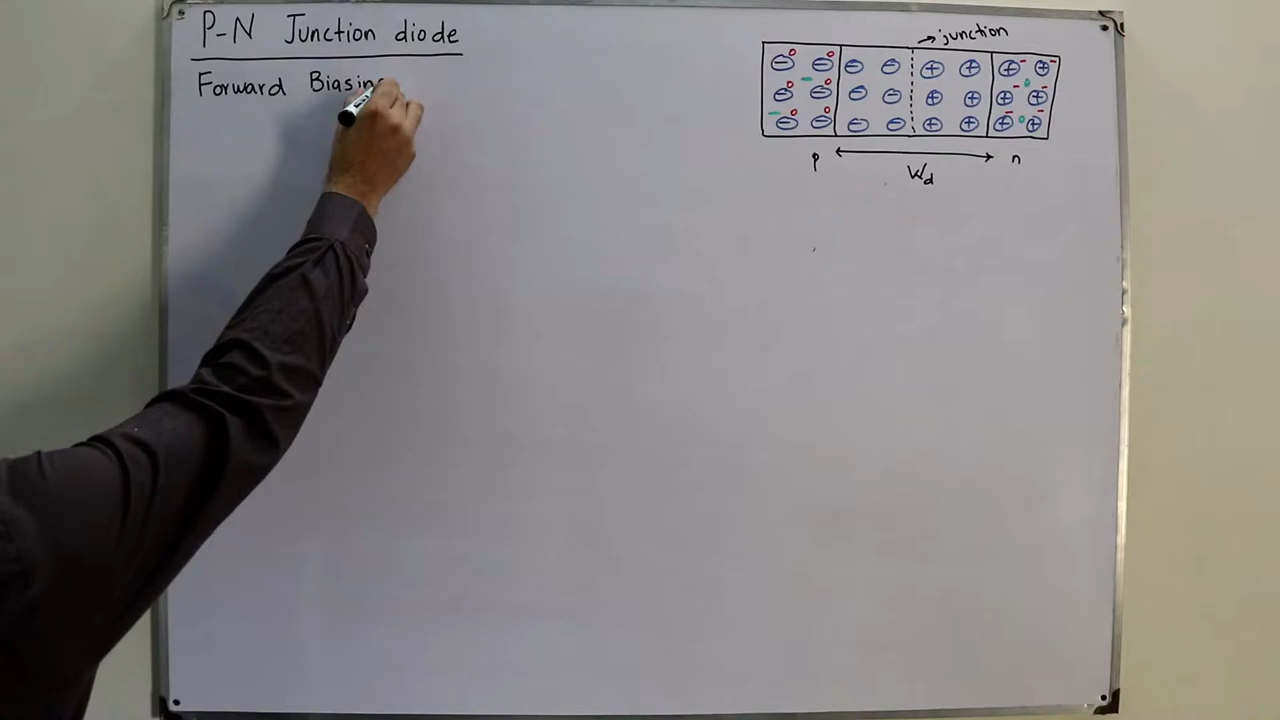 P-N Junction diode
Forward Biasing
→ junction
p
W_d
n